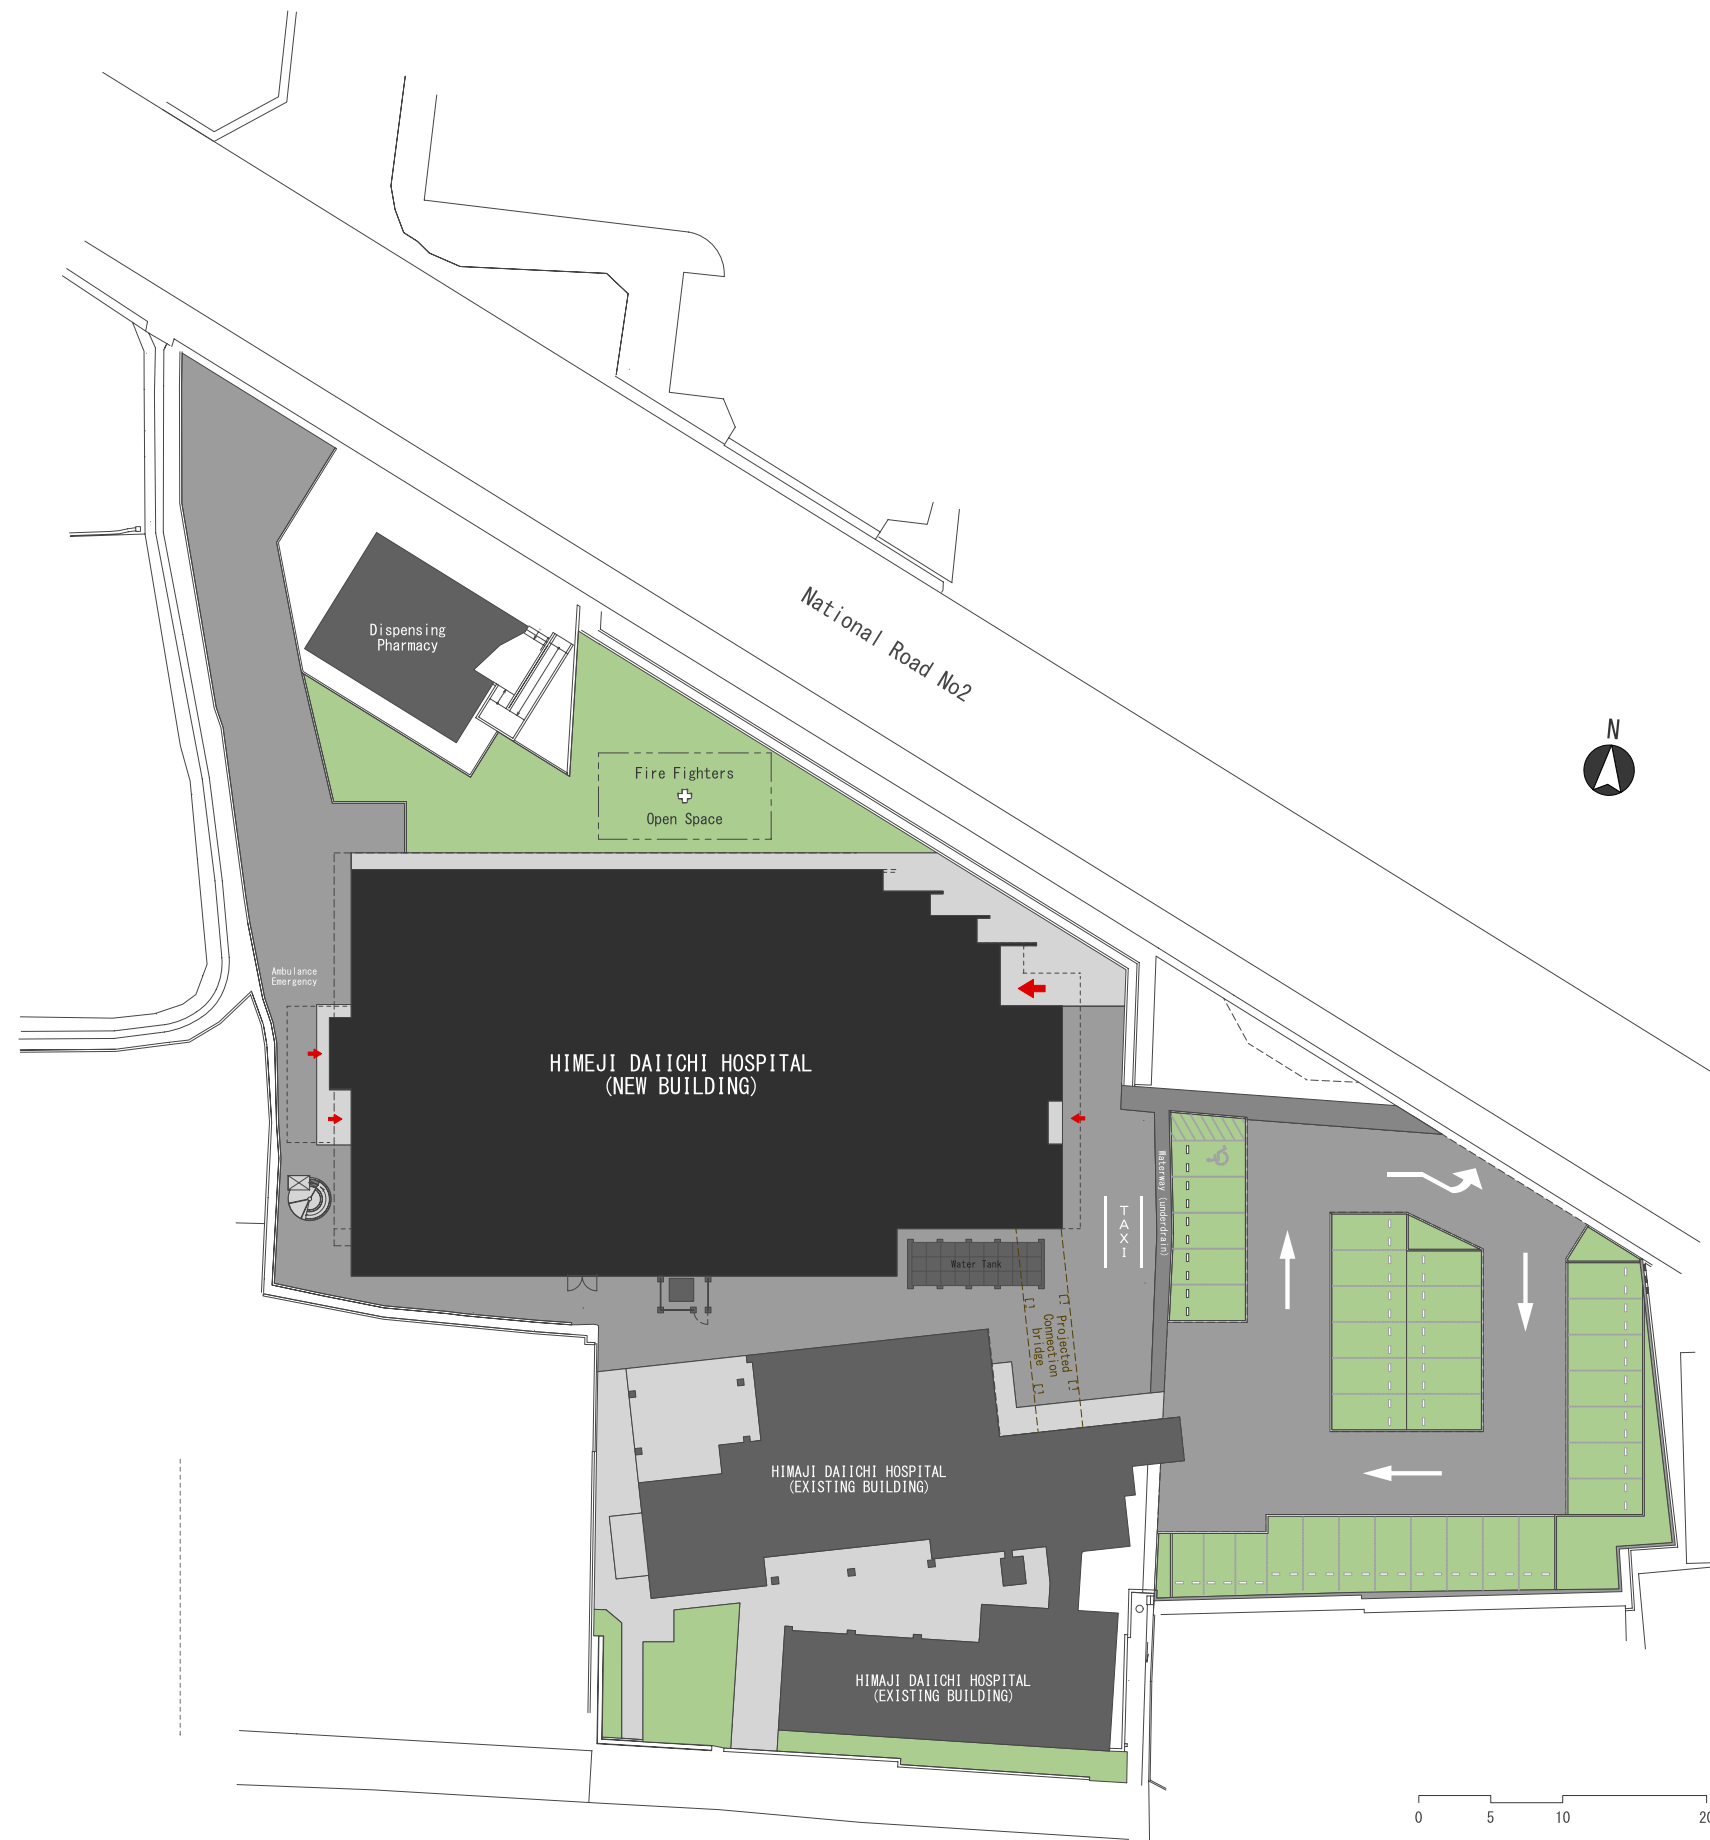 National Road No2
N
Dispensing
Pharmacy
Fire Fighters
Open Space
Ambulance
Emergency
HIMEJI DAIICHI HOSPITAL
(NEW BUILDING)
Waterway (underdrain)
TAXI
Water Tank
Projected
Connection
bridge
HIMAJI DAIICHI HOSPITAL
(EXISTING BUILDING)
HIMAJI DAIICHI HOSPITAL
(EXISTING BUILDING)
0 5 10 20